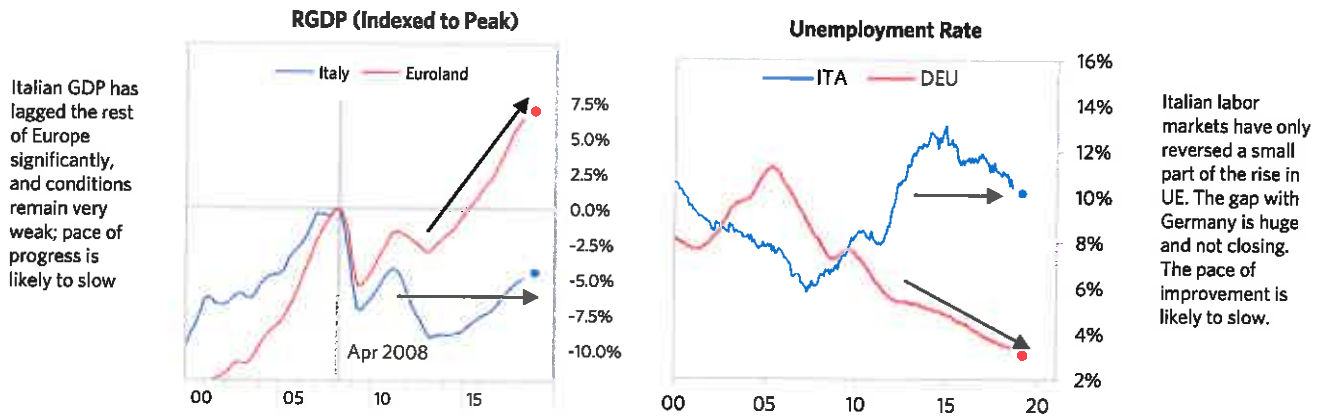 RGDP (Indexed to Peak)
Italian GDP has
lagged the rest
of Europe
significantly,
and conditions
remain very
weak; pace of
progress is
likely to slow
Italy
Euroland
7.5%
5.0%
2.5%
0.0%
-2.5%
-5.0%
-7.5%
-10.0%
Apr 2008
00
05
10
15
Unemployment Rate
ITA
DEU
16%
14%
12%
10%
8%
6%
4%
2%
00
05
10
15
20
Italian labor
markets have only
reversed a small
part of the rise in
UE. The gap with
Germany is huge
and not closing.
The pace of
improvement is
likely to slow.